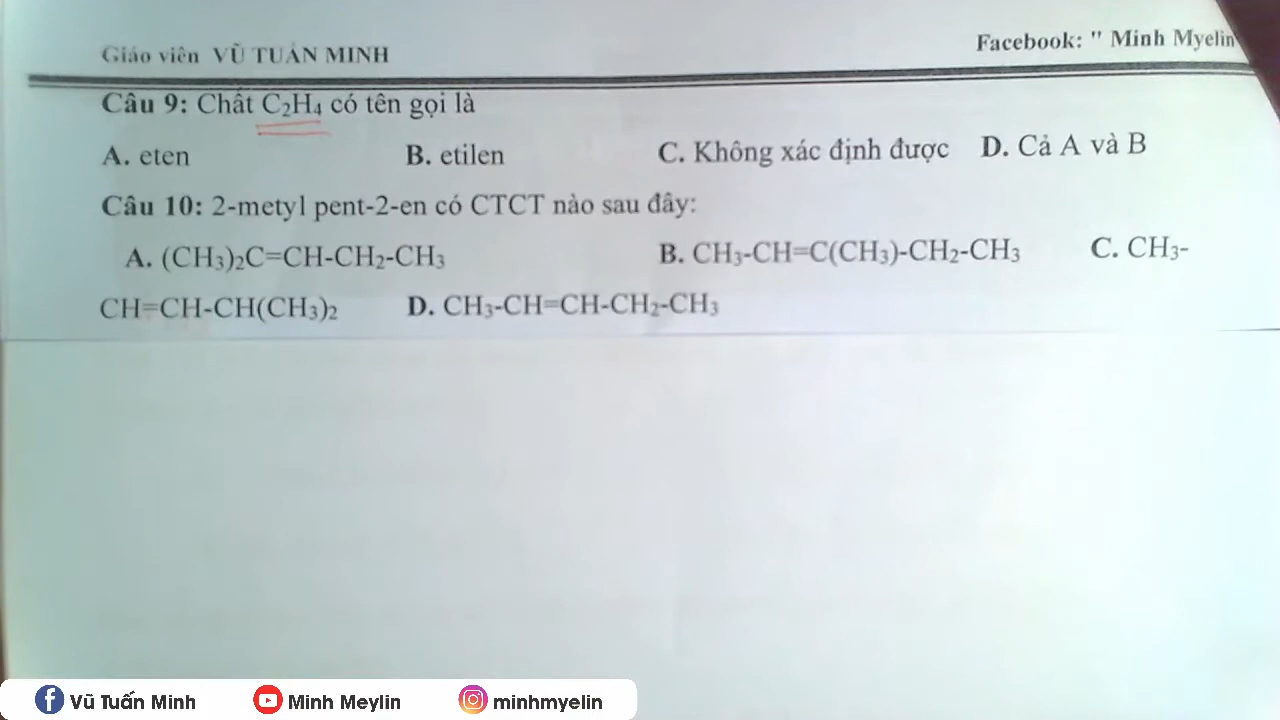 Giáo viên VŨ TUẤN MINH
Facebook: " Minh Myelin
Câu 9: Chất C₂H₄ có tên gọi là
A. eten B. etilen C. Không xác định được D. Cả A và B
Câu 10: 2-metyl pent-2-en có CTCT nào sau đây:
A. (CH₃)₂C=CH-CH₂-CH₃ B. CH₃-CH=C(CH₃)-CH₂-CH₃ C. CH₃-
CH=CH-CH(CH₃)₂ D. CH₃-CH=CH-CH₂-CH₃
Vũ Tuấn Minh Minh Meylin minhmyelin